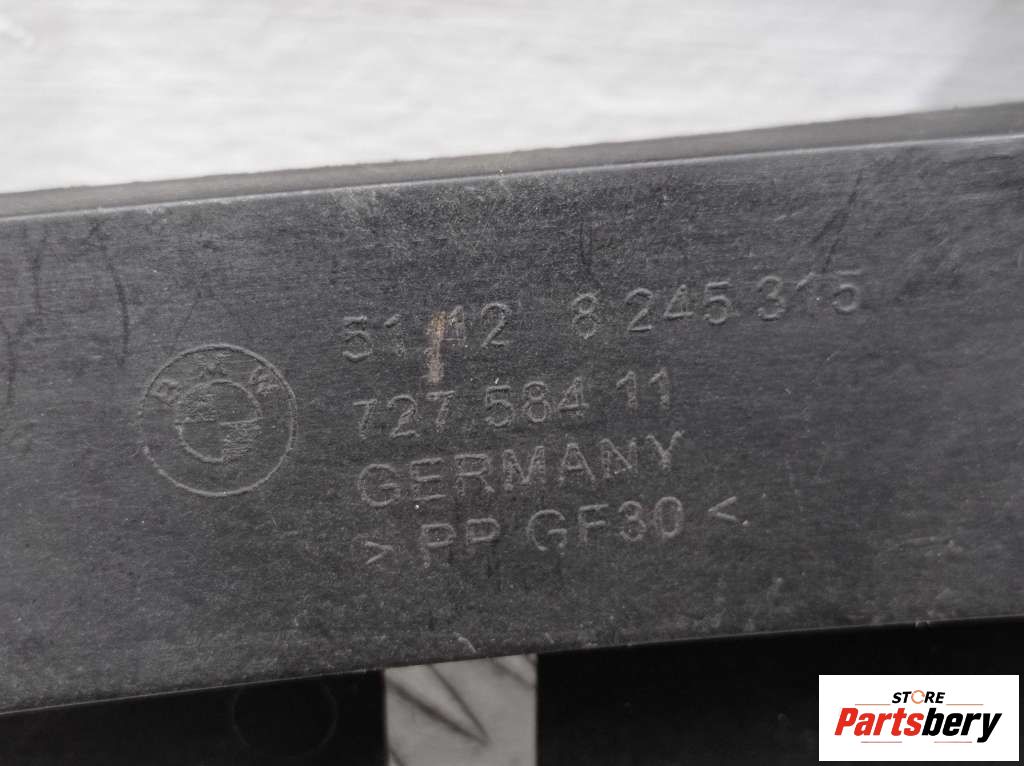 51 12 8 245 315
BMW
727 584 11
GERMANY
> PP GF30 <
STORE
Partsbery